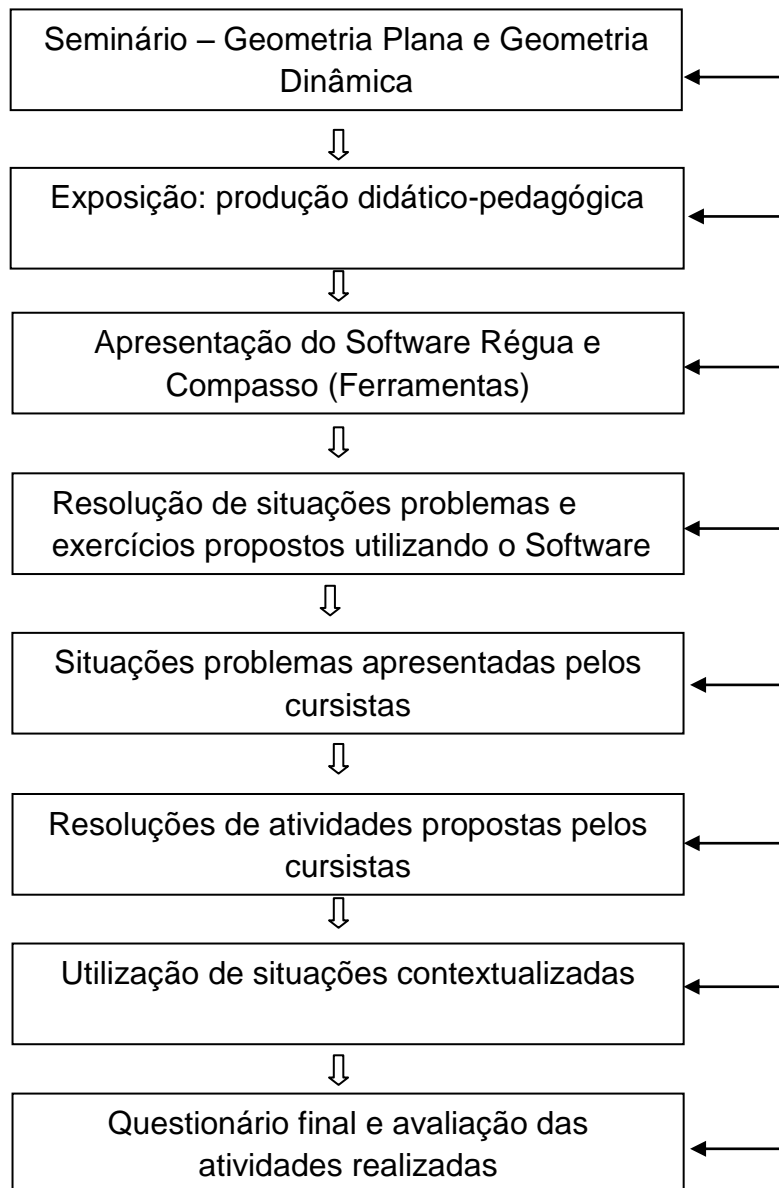 Seminário – Geometria Plana e Geometria
Dinâmica
Exposição: produção didático-pedagógica
Apresentação do Software Régua e
Compasso (Ferramentas)
Resolução de situações problemas e
exercícios propostos utilizando o Software
Situações problemas apresentadas pelos
cursistas
Resoluções de atividades propostas pelos
cursistas
Utilização de situações contextualizadas
Questionário final e avaliação das
atividades realizadas